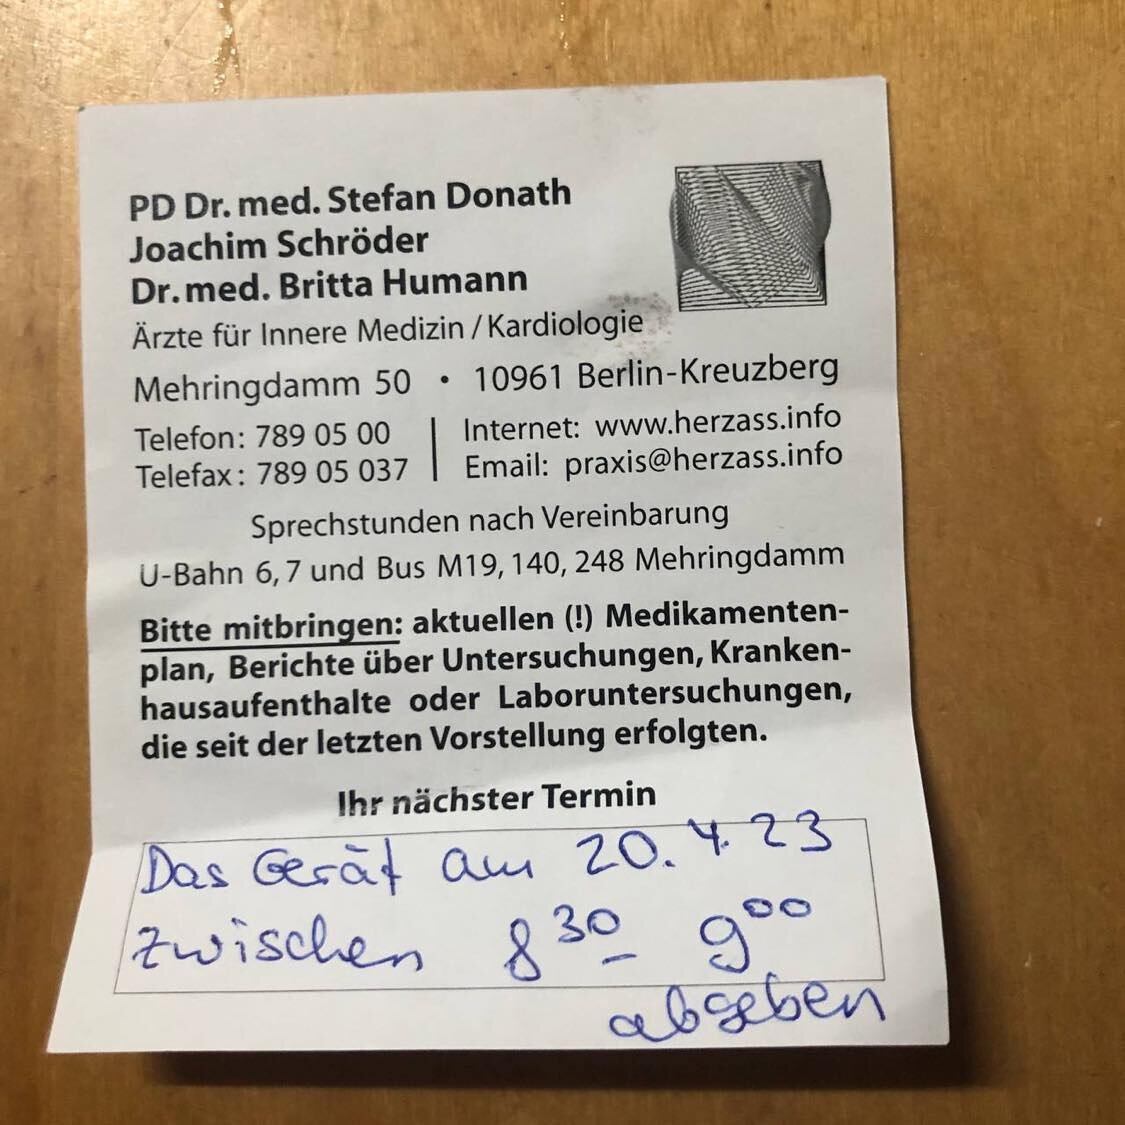 PD Dr. med. Stefan Donath
Joachim Schröder
Dr. med. Britta Humann
Ärzte für Innere Medizin / Kardiologie
Mehringdamm 50 • 10961 Berlin-Kreuzberg
Telefon: 789 05 00
Telefax: 789 05 037
Internet: www.herzass.info
Email: praxis@herzass.info
Sprechstunden nach Vereinbarung
U-Bahn 6, 7 und Bus M19, 140, 248 Mehringdamm
Bitte mitbringen: aktuellen (!) Medikamenten-
plan, Berichte über Untersuchungen, Kranken-
hausaufenthalte oder Laboruntersuchungen,
die seit der letzten Vorstellung erfolgten.
Ihr nächster Termin
Das Gerät am 20.4.23
zwischen 8 30 – 9 00
abgeben